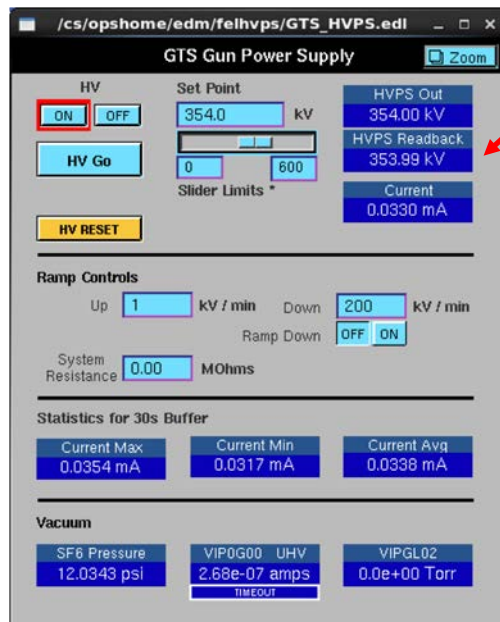 /cs/opshome/edm/felhvps/GTS_HVPS.edl
GTS Gun Power Supply
Zoom
HV
ON OFF
HV Go
HV RESET
Set Point
354.0 kV
0 600
Slider Limits *
HVPS Out
354.00 kV
HVPS Readback
353.99 kV
Current
0.0330 mA
Ramp Controls
Up 1 kV / min Down 200 kV / min
Ramp Down OFF ON
System
Resistance 0.00 MOhms
Statistics for 30s Buffer
Current Max
0.0354 mA
Current Min
0.0317 mA
Current Avg
0.0338 mA
Vacuum
SF6 Pressure
12.0343 psi
VIP0G00 UHV
2.68e-07 amps
TIMEOUT
VIPGL02
0.0e+00 Torr